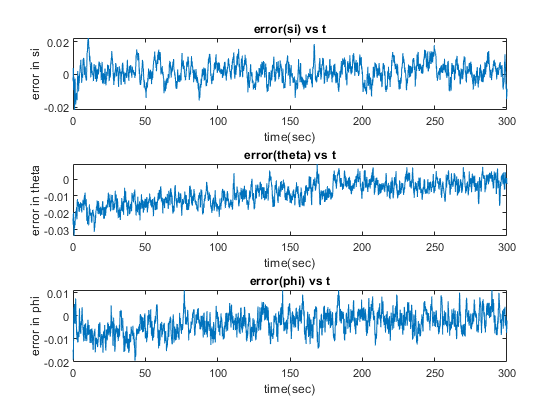 error(si) vs t
error in si
0.02
0
-0.02
0 50 100 150 200 250 300
time(sec)
error(theta) vs t
error in theta
0
-0.01
-0.02
-0.03
0 50 100 150 200 250 300
time(sec)
error(phi) vs t
error in phi
0.01
0
-0.01
-0.02
0 50 100 150 200 250 300
time(sec)